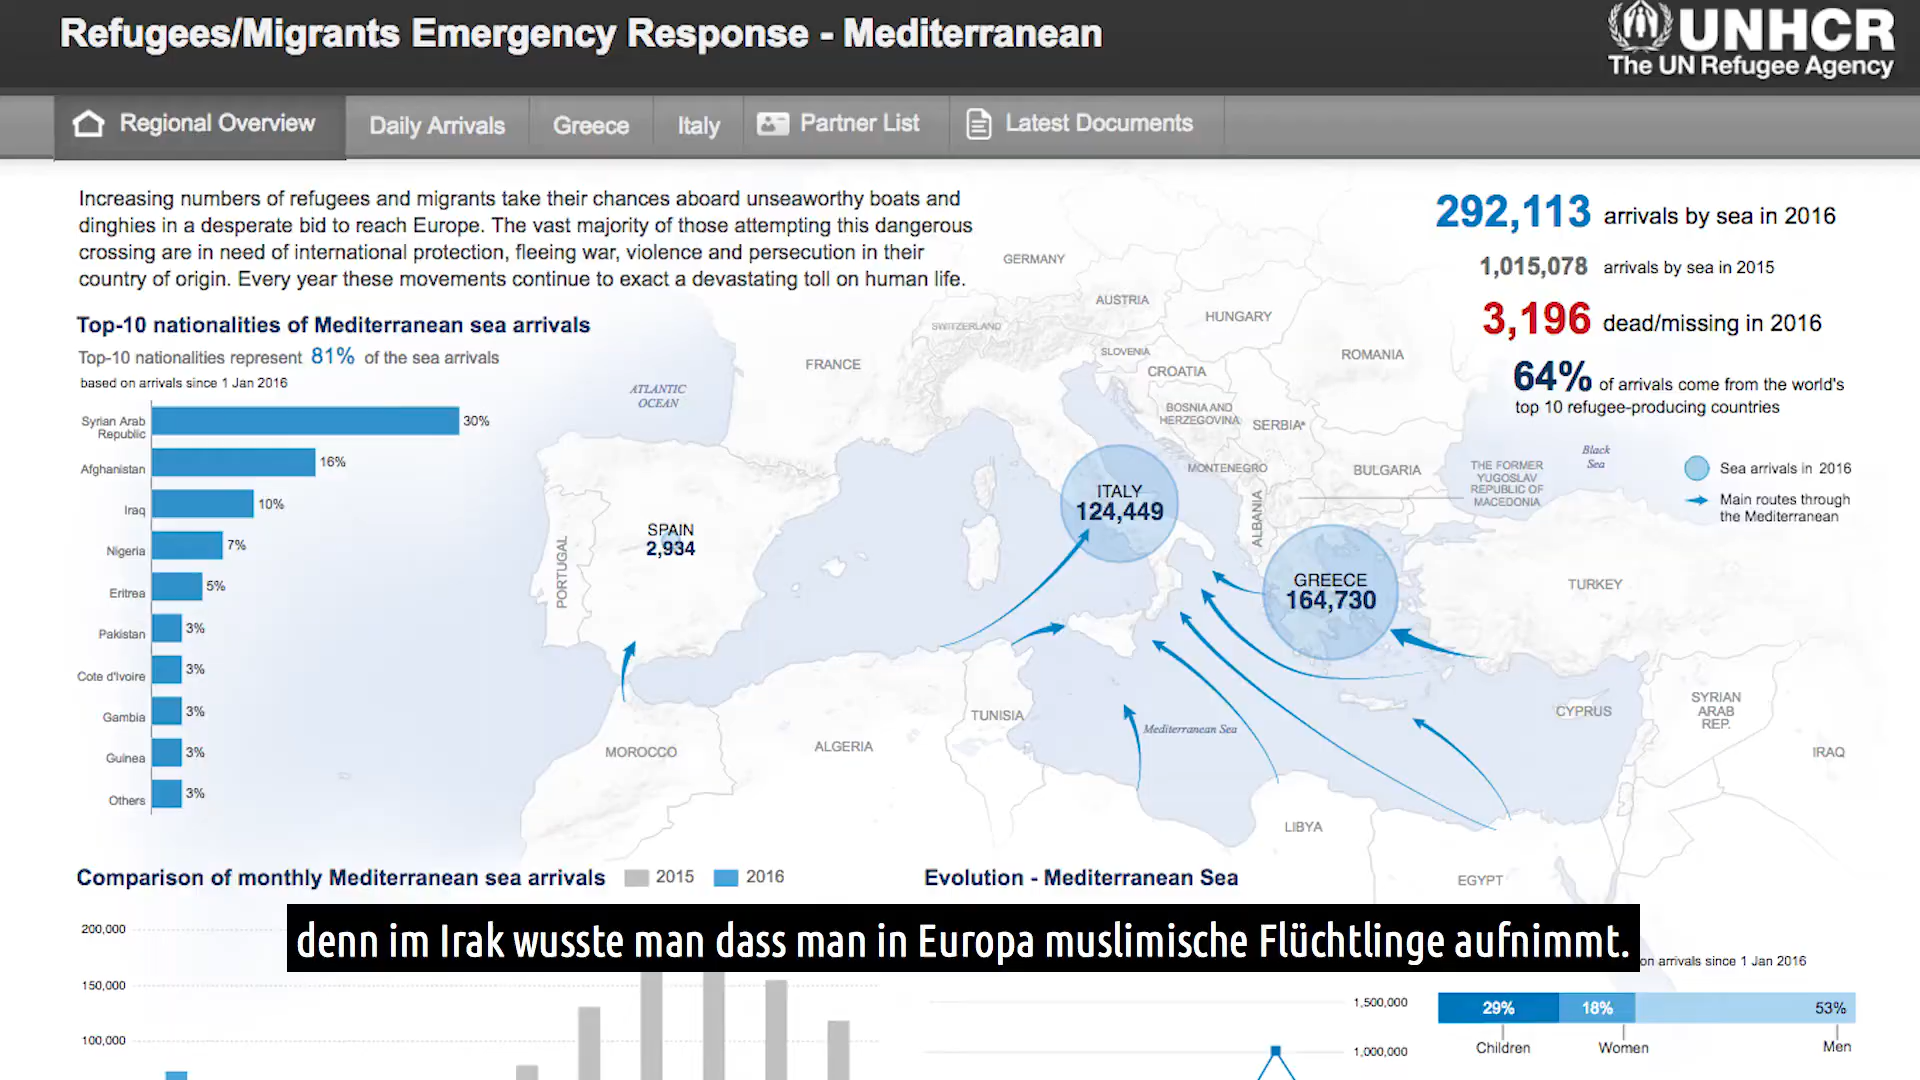 Refugees/Migrants Emergency Response - Mediterranean
UNHCR
The UN Refugee Agency
Regional Overview
Daily Arrivals
Greece
Italy
Partner List
Latest Documents
Increasing numbers of refugees and migrants take their chances aboard unseaworthy boats and
dinghies in a desperate bid to reach Europe. The vast majority of those attempting this dangerous
crossing are in need of international protection, fleeing war, violence and persecution in their
country of origin. Every year these movements continue to exact a devastating toll on human life.
292,113 arrivals by sea in 2016
1,015,078 arrivals by sea in 2015
3,196 dead/missing in 2016
64% of arrivals come from the world's
top 10 refugee-producing countries
Sea arrivals in 2016
Main routes through
the Mediterranean
Top-10 nationalities of Mediterranean sea arrivals
Top-10 nationalities represent 81% of the sea arrivals
based on arrivals since 1 Jan 2016
Syrian Arab
Republic
30%
Afghanistan
16%
Iraq
10%
Nigeria
7%
Eritrea
5%
Pakistan
3%
Cote d'Ivoire
3%
Gambia
3%
Guinea
3%
Others
3%
GERMANY
AUSTRIA
HUNGARY
SWITZERLAND
SLOVENIA
FRANCE
CROATIA
ROMANIA
ATLANTIC
OCEAN
BOSNIA AND
HERZEGOVINA
SERBIA*
MONTENEGRO
BULGARIA
Black
Sea
THE FORMER
YUGOSLAV
REPUBLIC OF
MACEDONIA
ITALY
124,449
ALBANIA
SPAIN
2,934
PORTUGAL
GREECE
164,730
TURKEY
TUNISIA
Mediterranean Sea
CYPRUS
SYRIAN
ARAB
REP.
MOROCCO
ALGERIA
IRAQ
LIBYA
EGYPT
Comparison of monthly Mediterranean sea arrivals
2015
2016
200,000
150,000
100,000
Evolution - Mediterranean Sea
1,500,000
1,000,000
denn im Irak wusste man dass man in Europa muslimische Flüchtlinge aufnimmt.
on arrivals since 1 Jan 2016
29%
18%
53%
Children
Women
Men